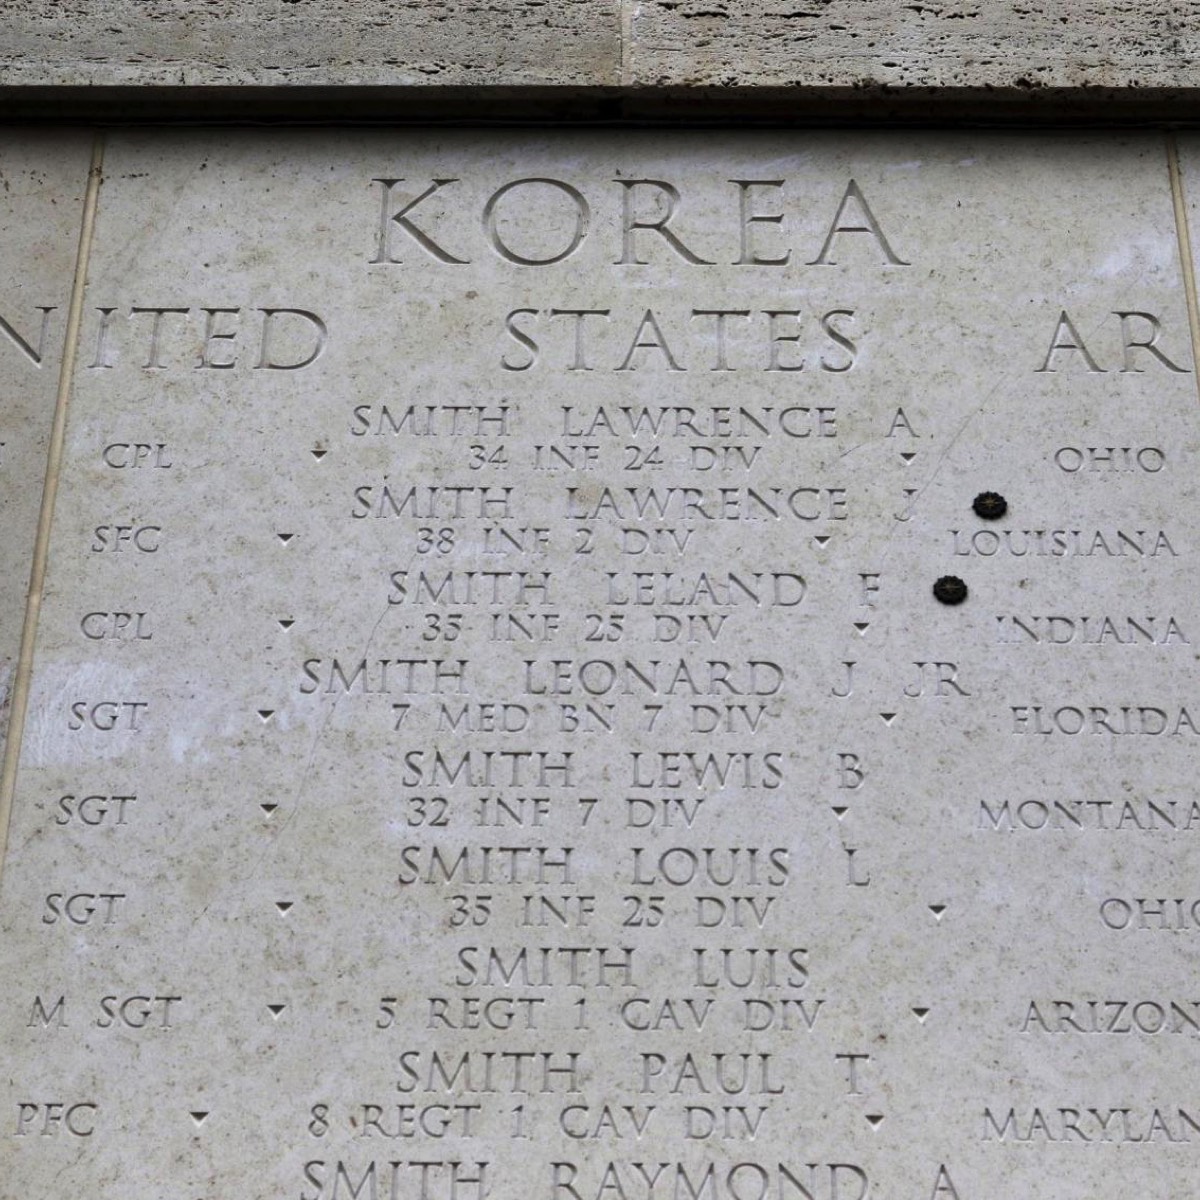 KOREA
NITED STATES AR
SMITH LAWRENCE A
CPL 34 INF 24 DIV OHIO
SMITH LAWRENCE J
SFC 38 INF 2 DIV LOUISIANA
SMITH LELAND F
CPL 35 INF 25 DIV INDIANA
SMITH LEONARD J JR
SGT 7 MED BN 7 DIV FLORIDA
SMITH LEWIS B
SGT 32 INF 7 DIV MONTANA
SMITH LOUIS L
SGT 35 INF 25 DIV OHIO
SMITH LUIS
M SGT 5 REGT 1 CAV DIV ARIZON
SMITH PAUL T
PFC 8 REGT 1 CAV DIV MARYLAN
SMITH RAYMOND A